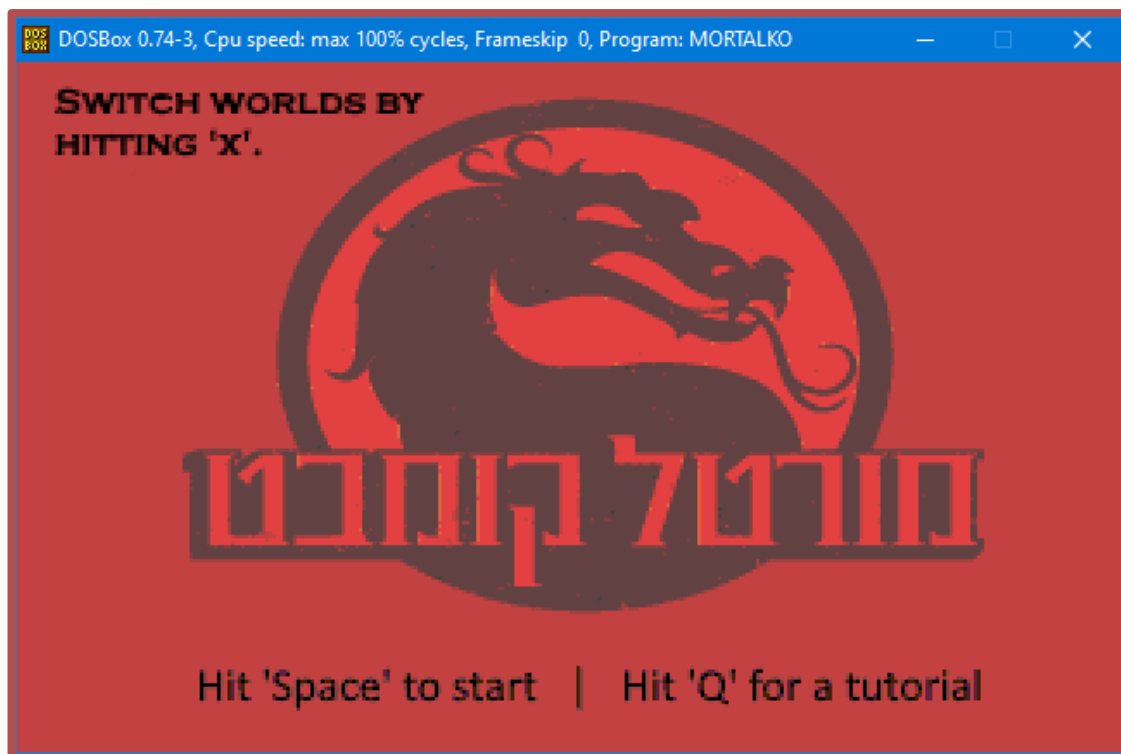 DOSBox 0.74-3, Cpu speed: max 100% cycles, Frameskip 0, Program: MORTALKO
SWITCH WORLDS BY
HITTING 'X'.
מורטל קומבט
Hit 'Space' to start | Hit 'Q' for a tutorial